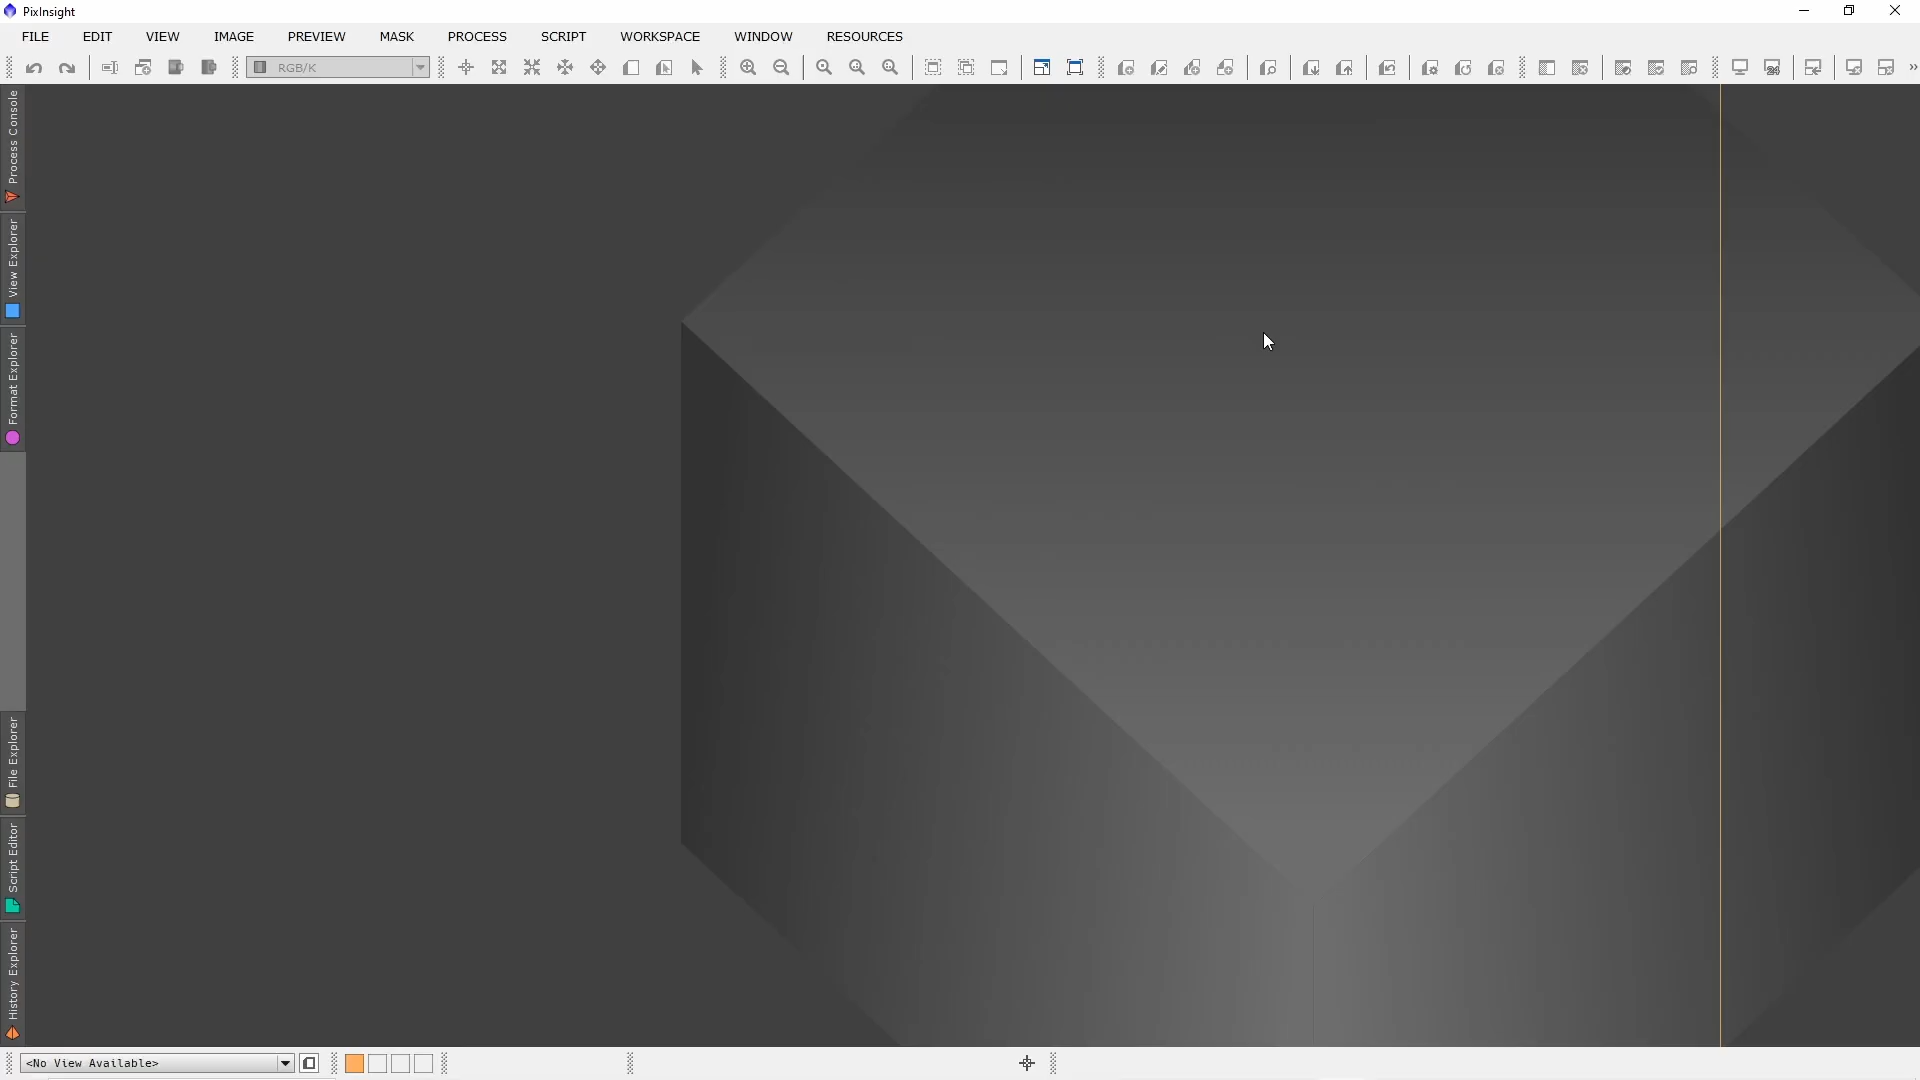 PixInsight
FILE EDIT VIEW IMAGE PREVIEW MASK PROCESS SCRIPT WORKSPACE WINDOW RESOURCES
RGB/K
24
»
Process Console
View Explorer
Format Explorer
File Explorer
Script Editor
History Explorer
<No View Available>